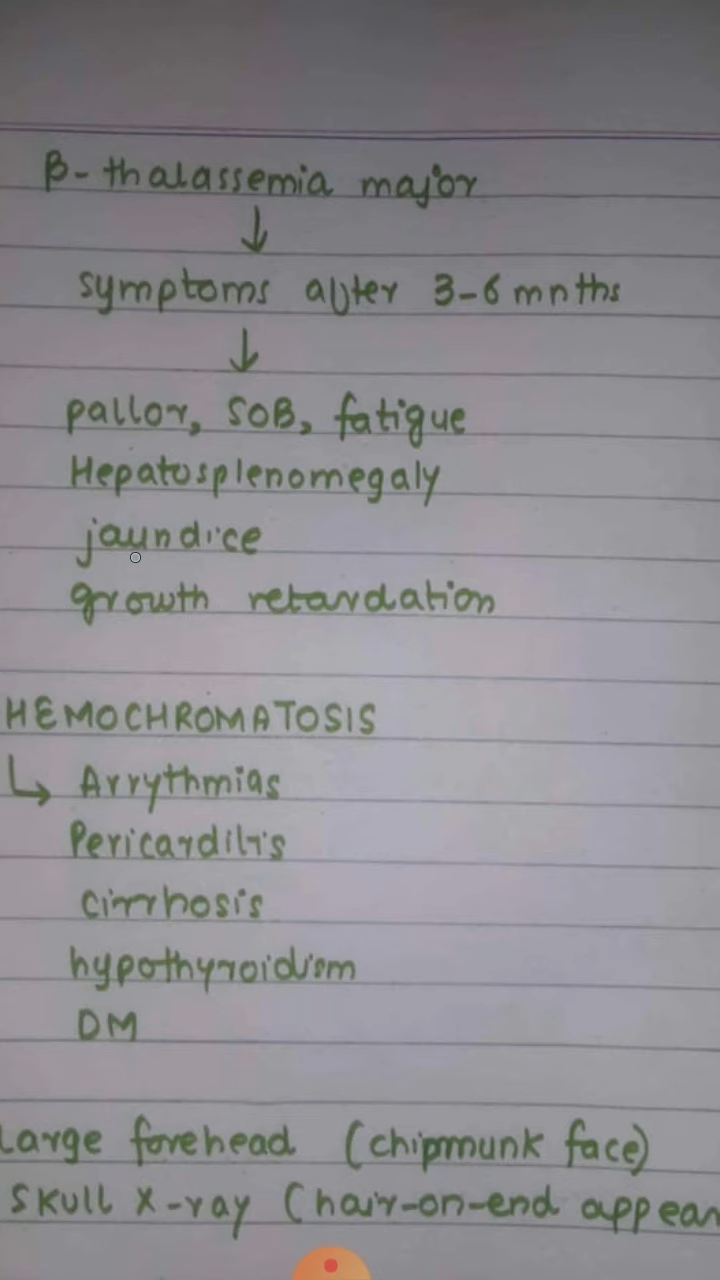 β- thalassemia major
↓
symptoms after 3-6 mnths
↓
pallor, SOB, fatigue
Hepatosplenomegaly
jaundice
growth retardation
HEMOCHROMATOSIS
↳ Arrythmias
Pericarditis
cirrhosis
hypothyroidism
DM
Large forehead (chipmunk face)
Skull X-ray (hair-on-end appear